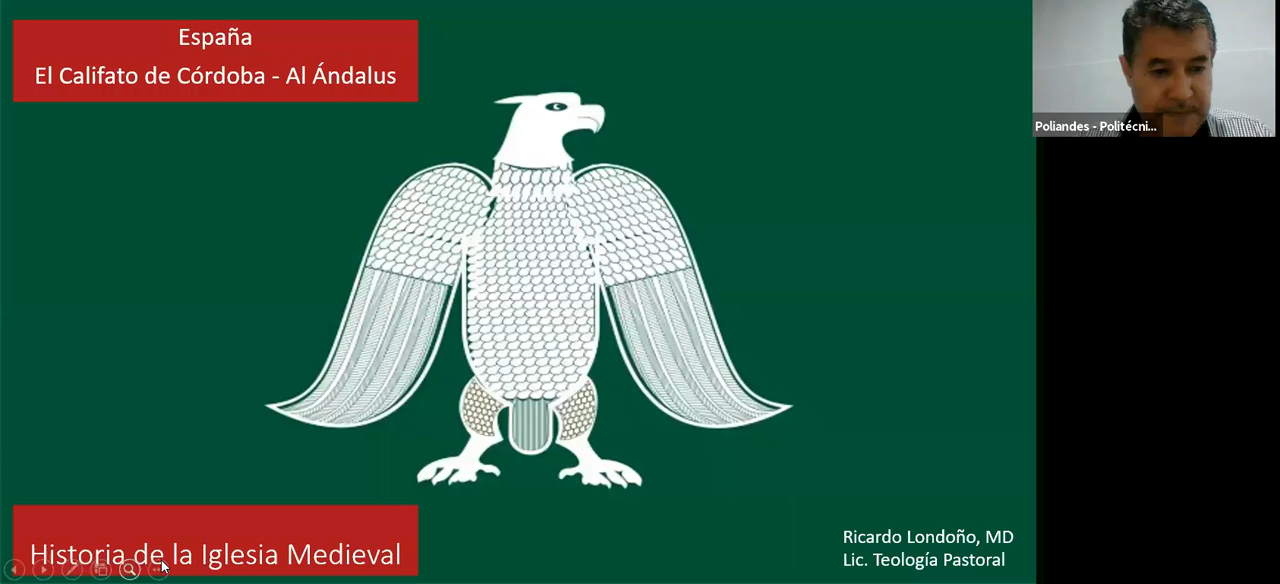 España
El Califato de Córdoba - Al Ándalus
Poliandes - Politécni...
Historia de la Iglesia Medieval
Ricardo Londoño, MD
Lic. Teología Pastoral